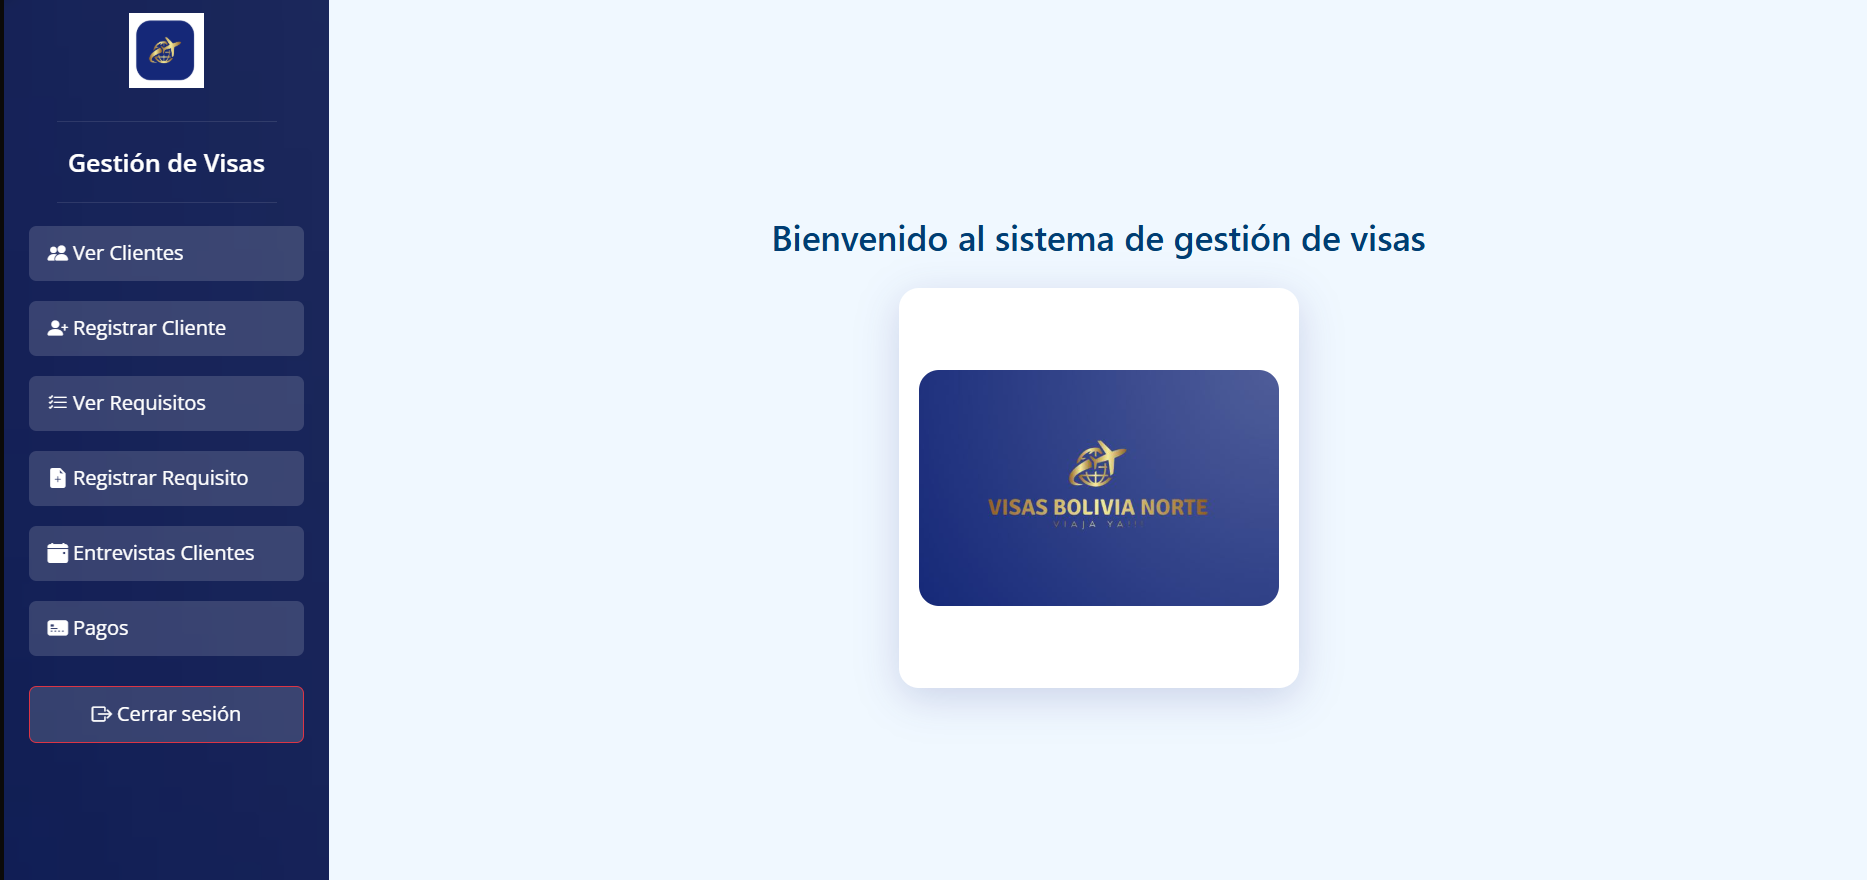 Gestión de Visas
Ver Clientes
Registrar Cliente
Ver Requisitos
Registrar Requisito
Entrevistas Clientes
Pagos
Cerrar sesión
Bienvenido al sistema de gestión de visas
VISAS BOLIVIA NORTE
VIAJA YA!!!